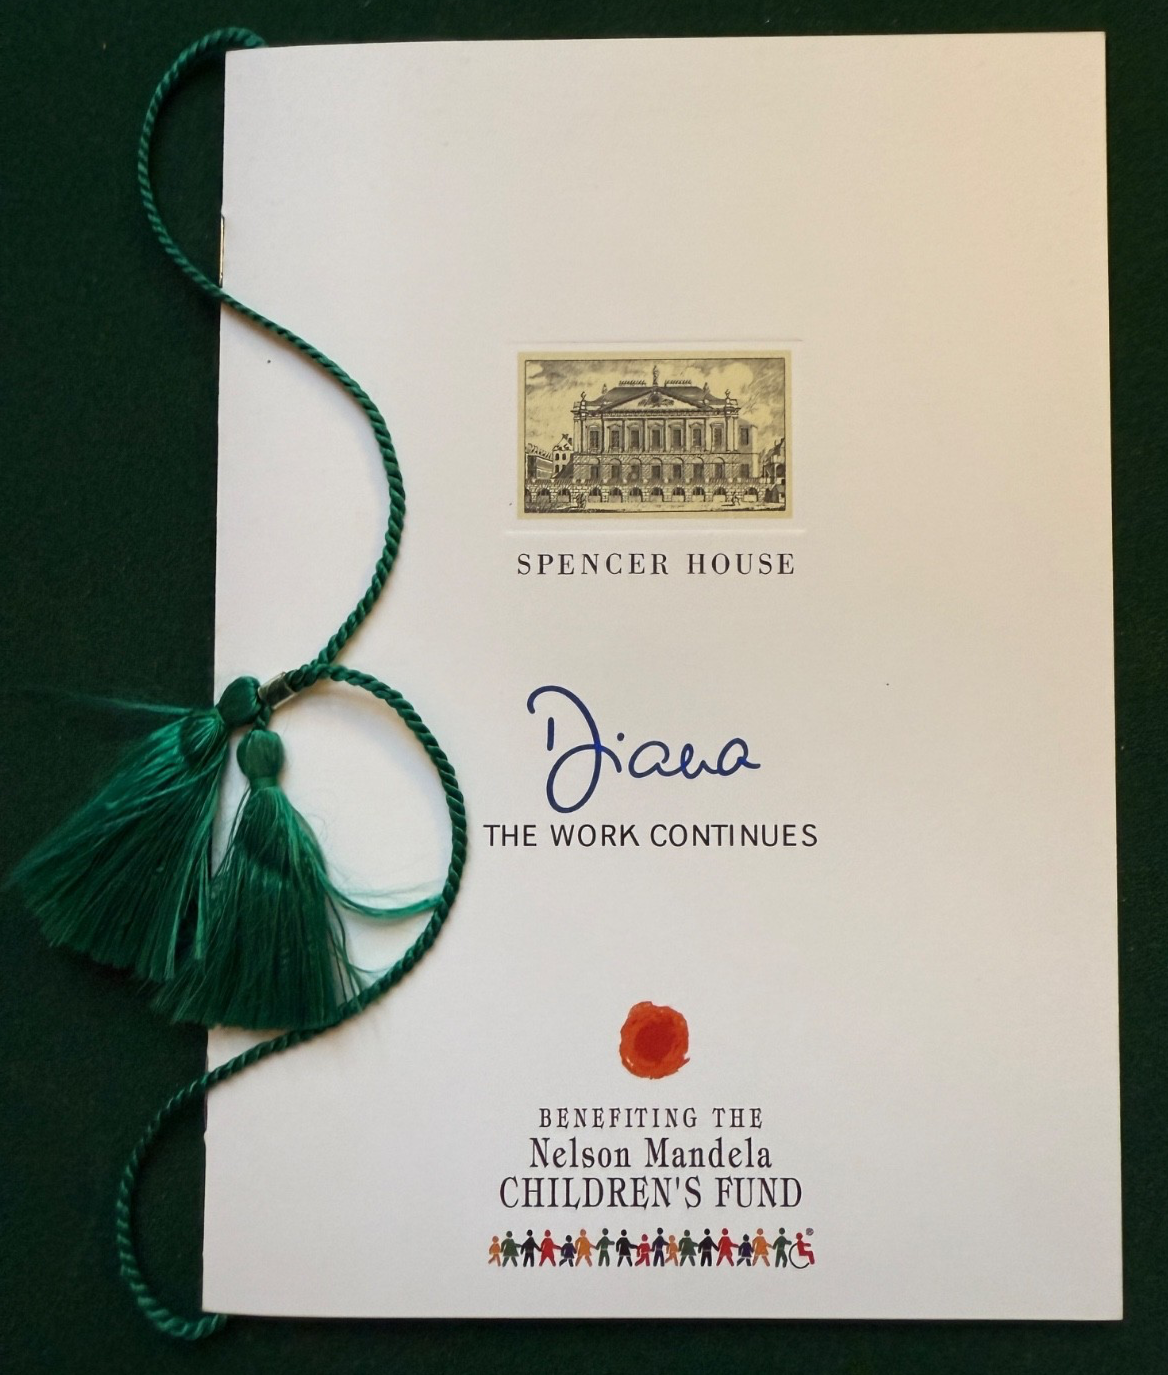 SPENCER HOUSE
Diana
THE WORK CONTINUES
BENEFITING THE
Nelson Mandela
CHILDREN'S FUND
®